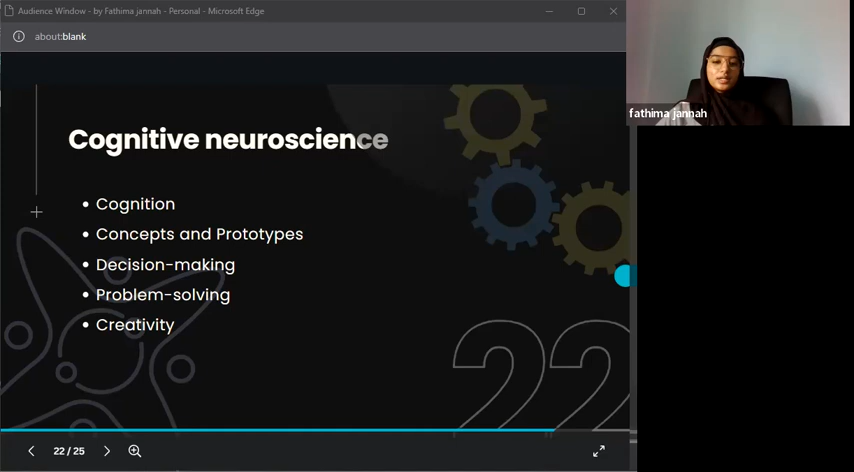 Audience Window - by Fathima jannah - Personal - Microsoft Edge
about:blank
fathima jannah
Cognitive neuroscience
• Cognition
• Concepts and Prototypes
• Decision-making
• Problem-solving
• Creativity
22
22 / 25